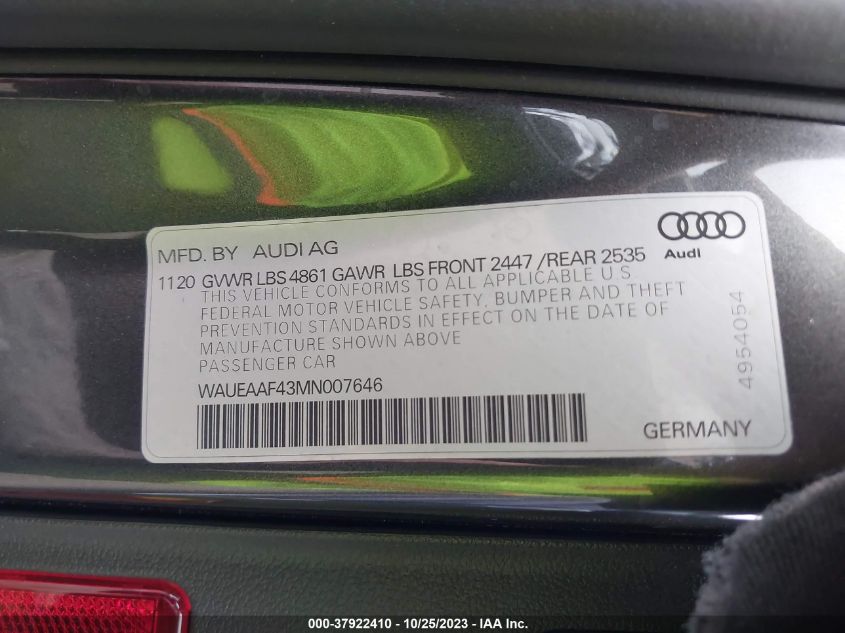 MFD. BY AUDI AG
Audi
1120 GVWR LBS 4861 GAWR LBS FRONT 2447 /REAR 2535
THIS VEHICLE CONFORMS TO ALL APPLICABLE U S
FEDERAL MOTOR VEHICLE SAFETY, BUMPER AND THEFT
PREVENTION STANDARDS IN EFFECT ON THE DATE OF
MANUFACTURE SHOWN ABOVE
PASSENGER CAR
WAUEAAF43MN007646
GERMANY
4954054
000-37922410 - 10/25/2023 - IAA Inc.